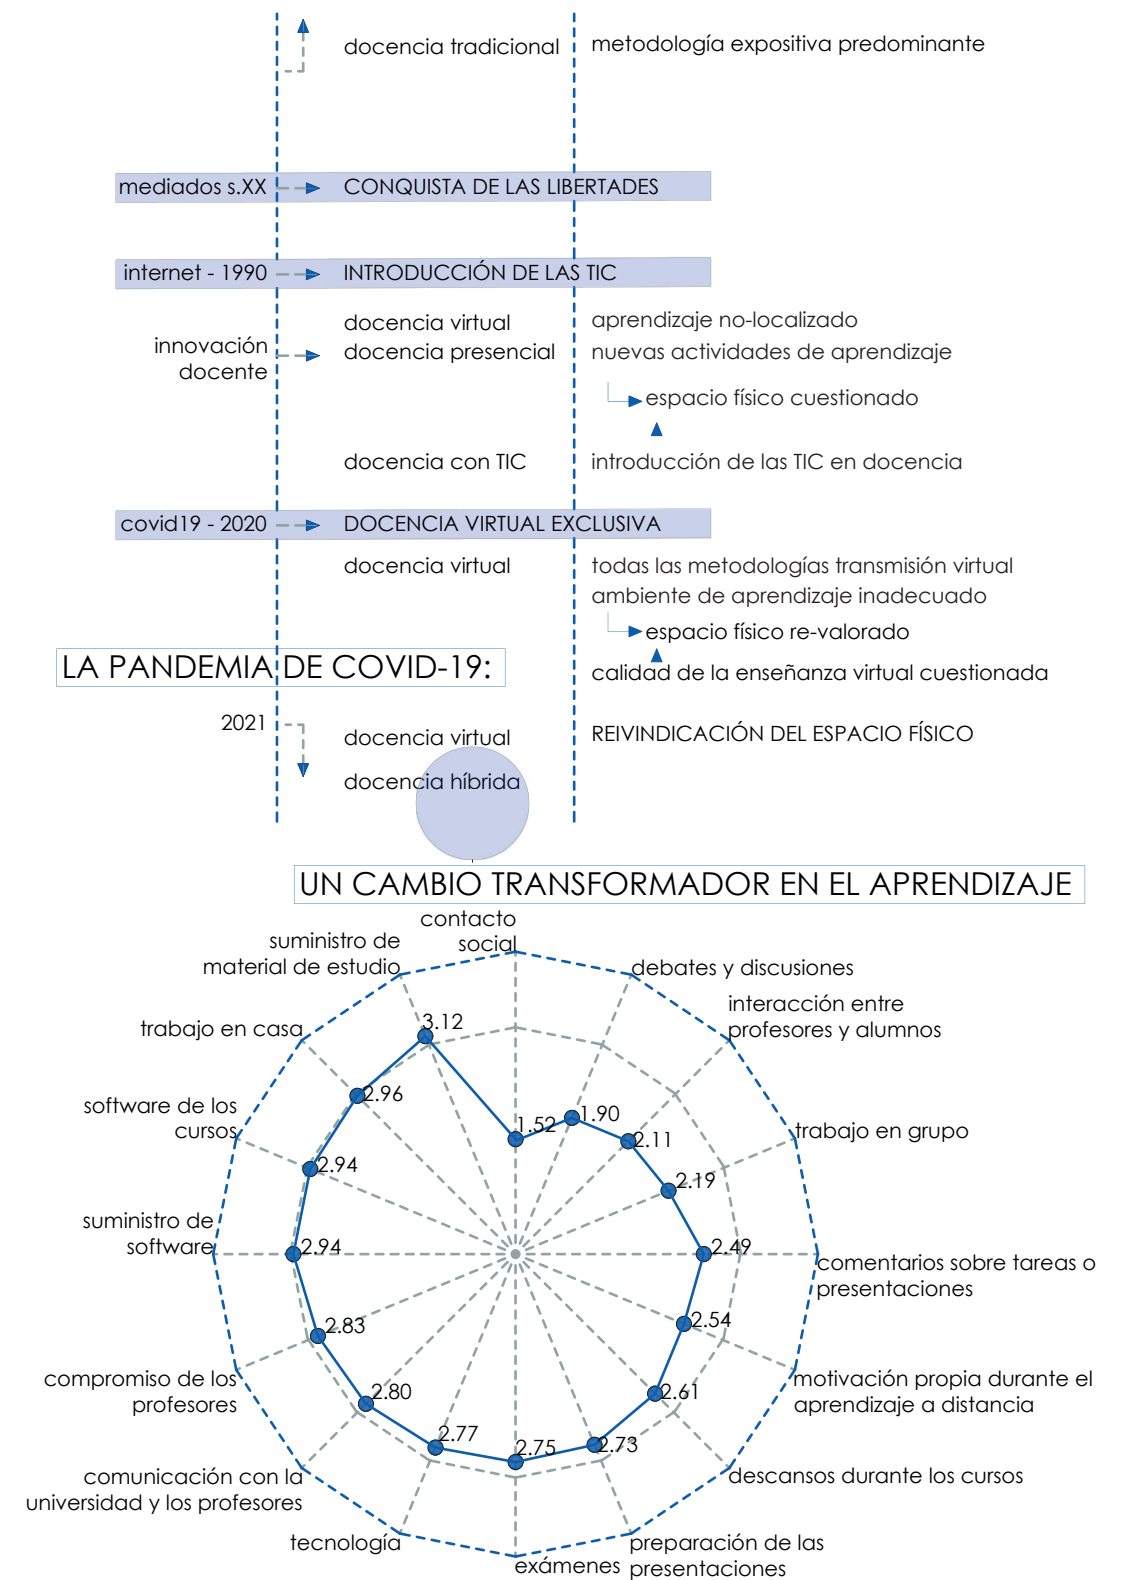 docencia tradicional
metodología expositiva predominante
mediados s.XX
CONQUISTA DE LAS LIBERTADES
internet - 1990
INTRODUCCIÓN DE LAS TIC
docencia virtual
aprendizaje no-localizado
innovación
docente
docencia presencial
nuevas actividades de aprendizaje
espacio físico cuestionado
docencia con TIC
introducción de las TIC en docencia
covid19 - 2020
DOCENCIA VIRTUAL EXCLUSIVA
docencia virtual
todas las metodologías transmisión virtual
ambiente de aprendizaje inadecuado
espacio físico re-valorado
LA PANDEMIA DE COVID-19:
calidad de la enseñanza virtual cuestionada
2021
docencia virtual
REIVINDICACIÓN DEL ESPACIO FÍSICO
docencia híbrida
UN CAMBIO TRANSFORMADOR EN EL APRENDIZAJE
contacto
social
1.52
debates y discusiones
1.90
interacción entre
profesores y alumnos
2.11
trabajo en grupo
2.19
comentarios sobre tareas o
presentaciones
2.49
motivación propia durante el
aprendizaje a distancia
2.54
descansos durante los cursos
2.61
preparación de las
presentaciones
2.73
exámenes
2.75
tecnología
2.77
comunicación con la
universidad y los profesores
2.80
compromiso de los
profesores
2.83
suministro de
software
2.94
software de los
cursos
2.94
trabajo en casa
2.96
suministro de
material de estudio
3.12